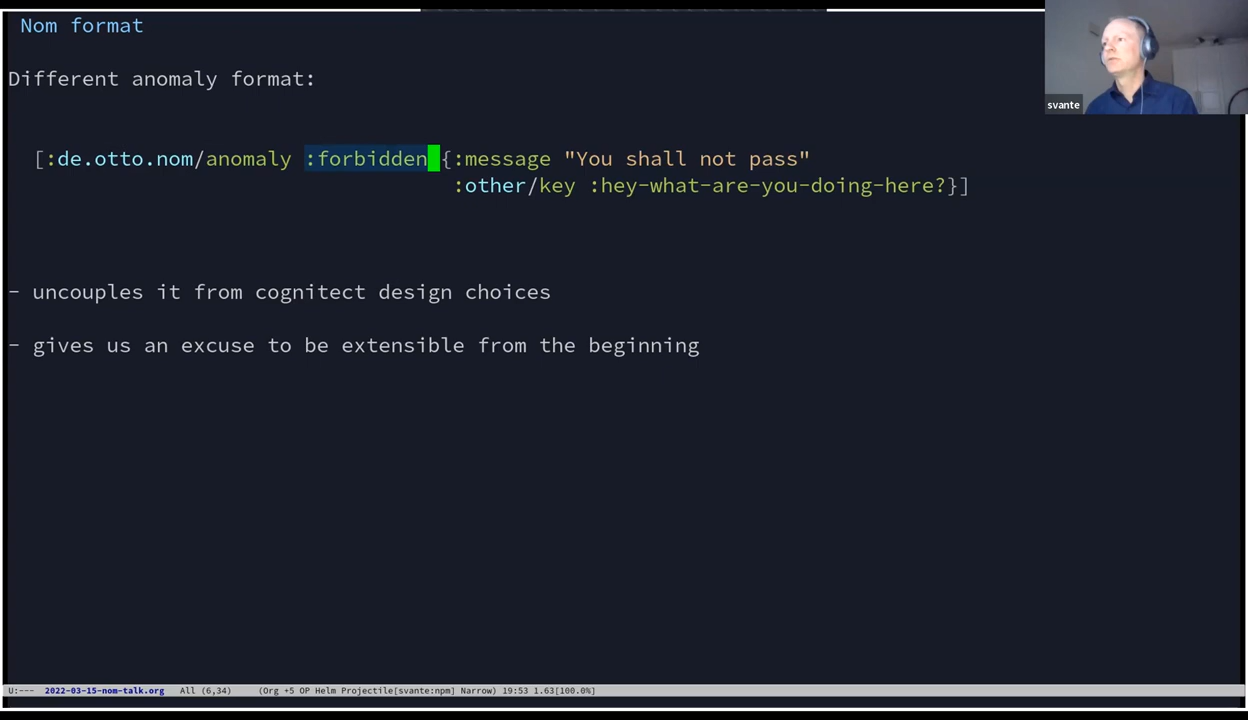 Nom format
svante
Different anomaly format:
[:de.otto.nom/anomaly :forbidden {:message "You shall not pass"
:other/key :hey-what-are-you-doing-here?}]
- uncouples it from cognitect design choices
- gives us an excuse to be extensible from the beginning
U:--- 2022-03-15-nom-talk.org All (6,34) (Org +5 OP Helm Projectile[svante:npm] Narrow) 19:53 1.63[100.0%]